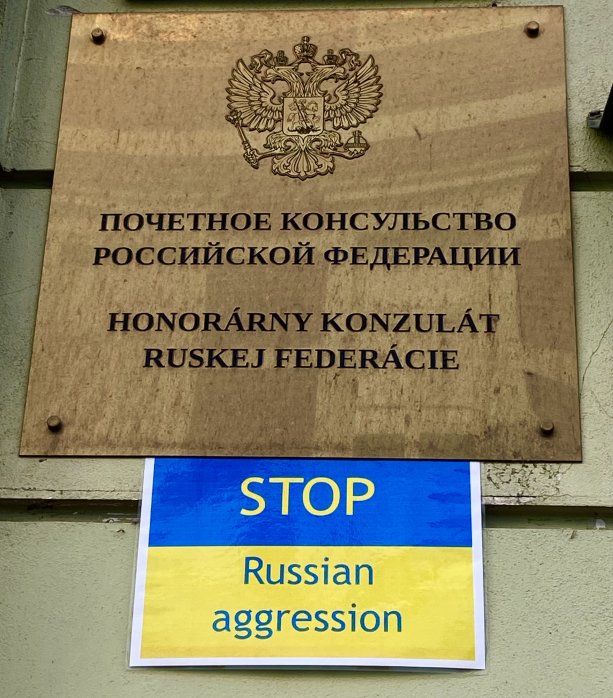 ПОЧЕТНОЕ КОНСУЛЬСТВО
РОССИЙСКОЙ ФЕДЕРАЦИИ
HONORÁRNY KONZULÁT
RUSKEJ FEDERÁCIE
STOP
Russian
aggression